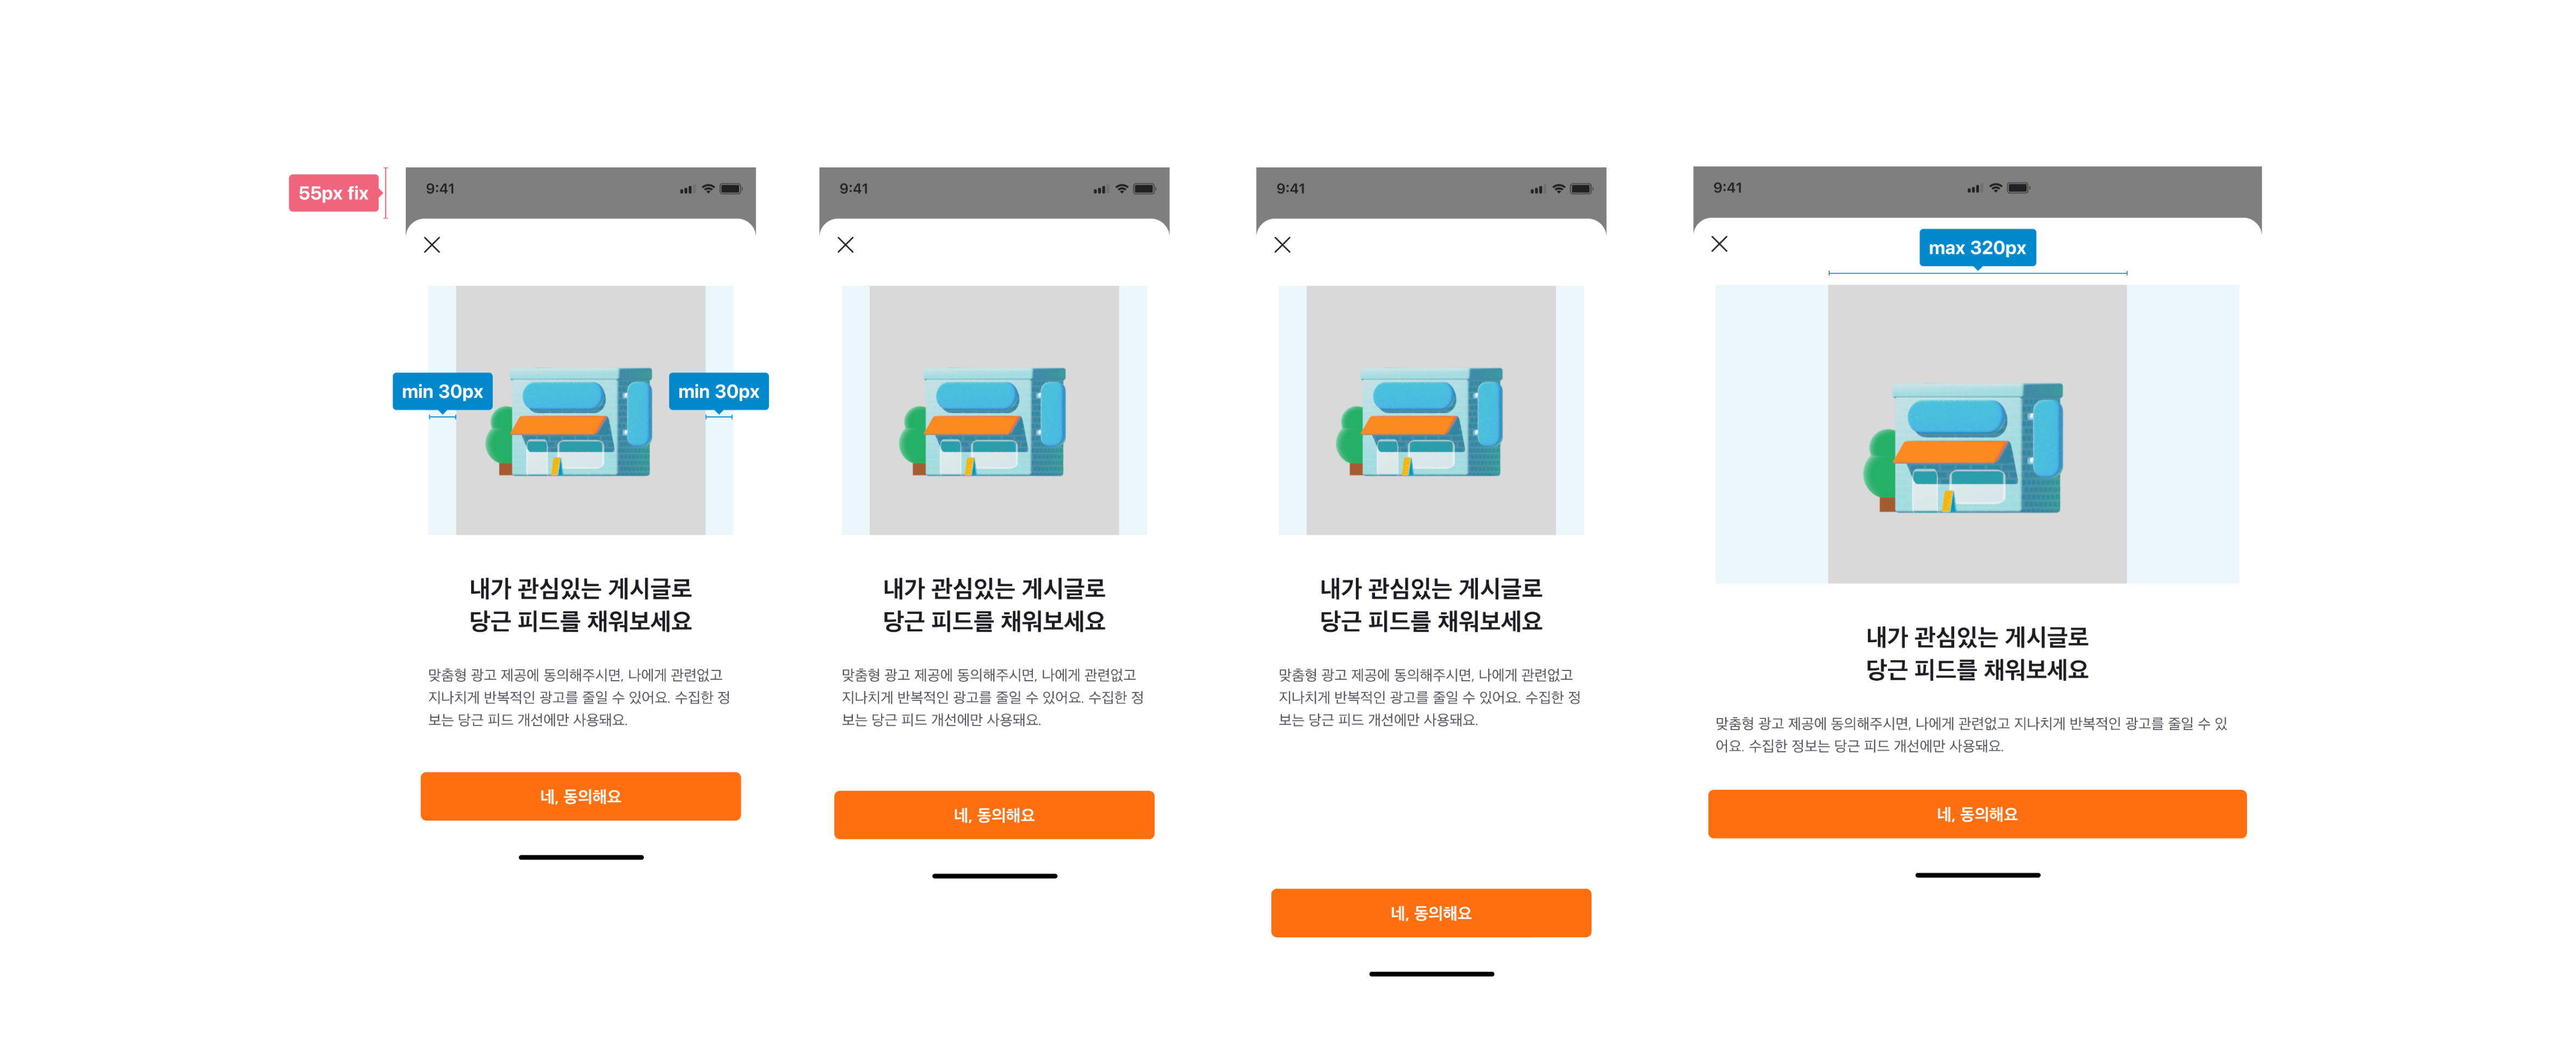 55px fix
9:41
min 30px
min 30px
내가 관심있는 게시글로
당근 피드를 채워보세요
맞춤형 광고 제공에 동의해주시면, 나에게 관련없고
지나치게 반복적인 광고를 줄일 수 있어요. 수집한 정
보는 당근 피드 개선에만 사용돼요.
네, 동의해요
9:41
내가 관심있는 게시글로
당근 피드를 채워보세요
맞춤형 광고 제공에 동의해주시면, 나에게 관련없고
지나치게 반복적인 광고를 줄일 수 있어요. 수집한 정
보는 당근 피드 개선에만 사용돼요.
네, 동의해요
9:41
내가 관심있는 게시글로
당근 피드를 채워보세요
맞춤형 광고 제공에 동의해주시면, 나에게 관련없고
지나치게 반복적인 광고를 줄일 수 있어요. 수집한 정
보는 당근 피드 개선에만 사용돼요.
네, 동의해요
9:41
max 320px
내가 관심있는 게시글로
당근 피드를 채워보세요
맞춤형 광고 제공에 동의해주시면, 나에게 관련없고 지나치게 반복적인 광고를 줄일 수 있
어요. 수집한 정보는 당근 피드 개선에만 사용돼요.
네, 동의해요